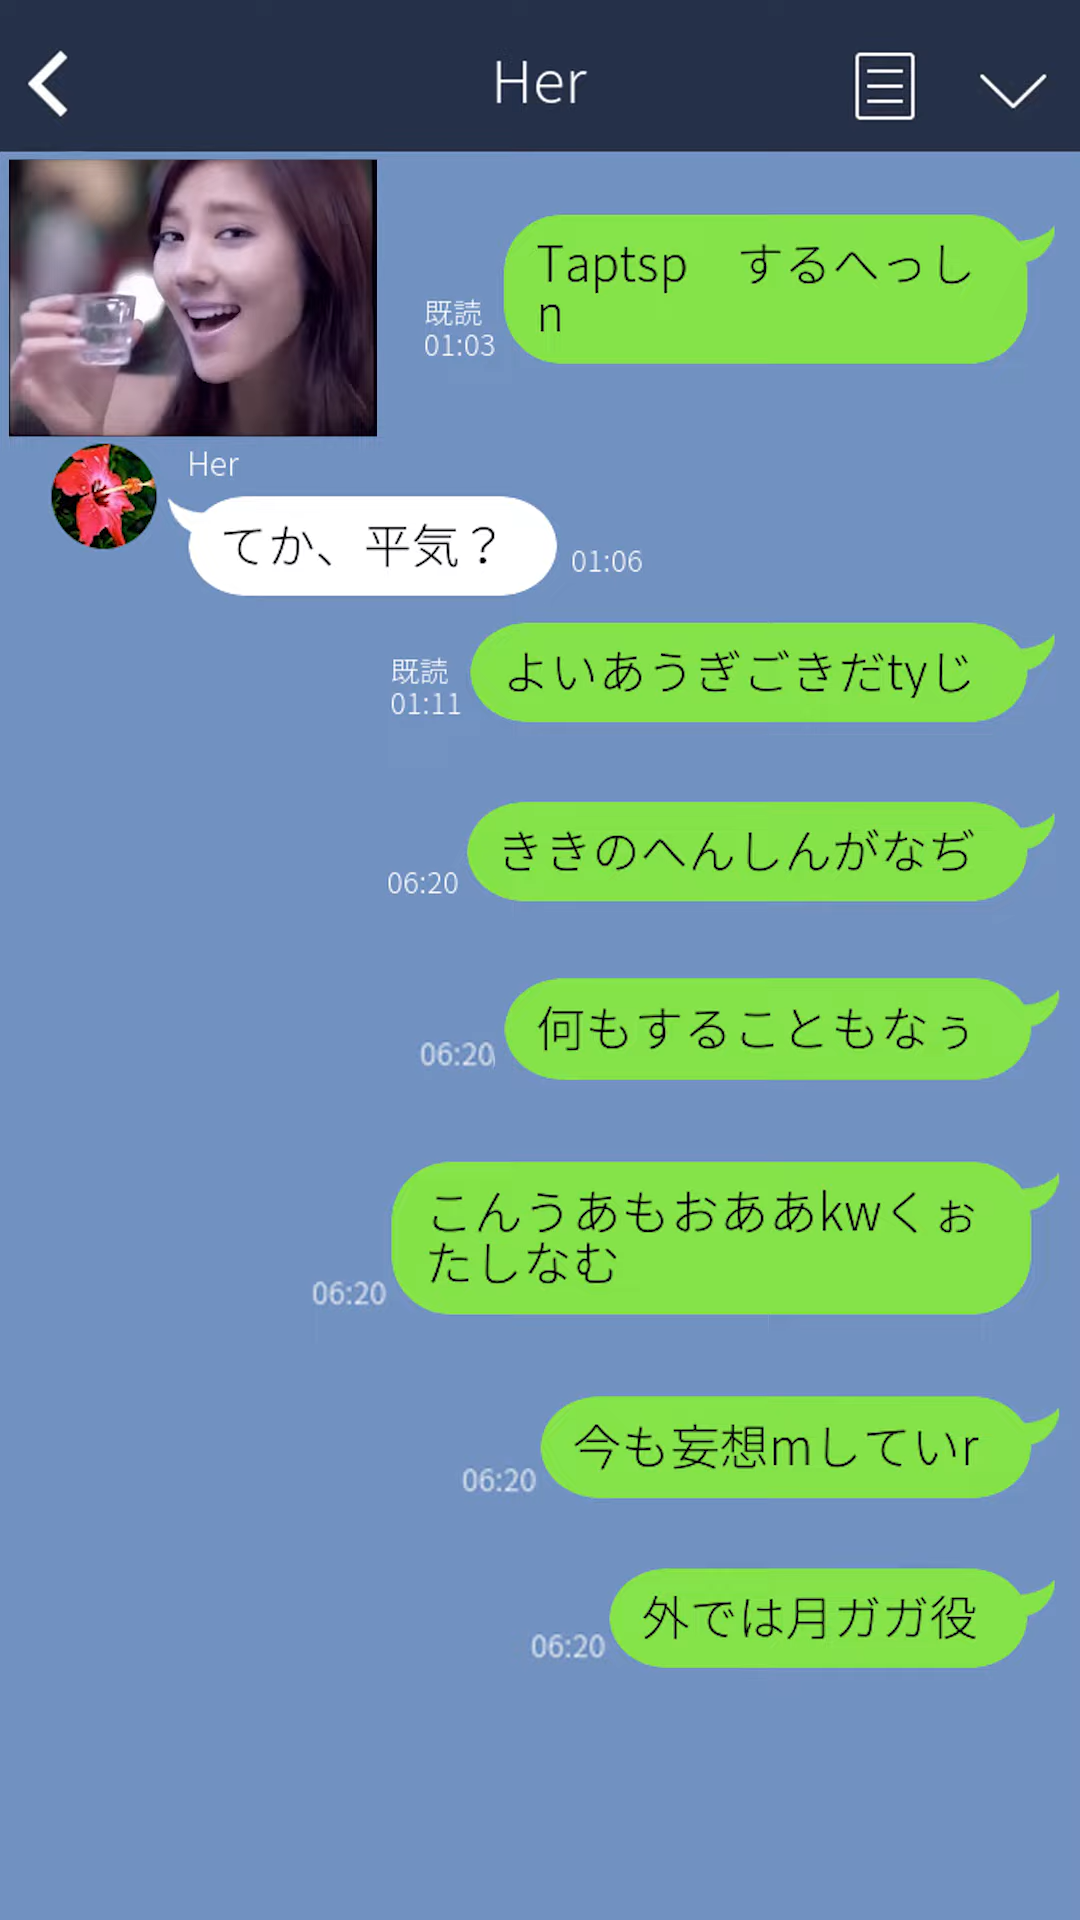 Her
Taptsp　するへっし
n
既読
01:03
Her
てか、平気？
01:06
よいあうぎごきだtyじ
既読
01:11
ききのへんしんがなぢ
06:20
何もすることもなぅ
06:20
こんうあもおああkwくぉ
たしなむ
06:20
今も妄想mしていr
06:20
外では月ガガ役
06:20